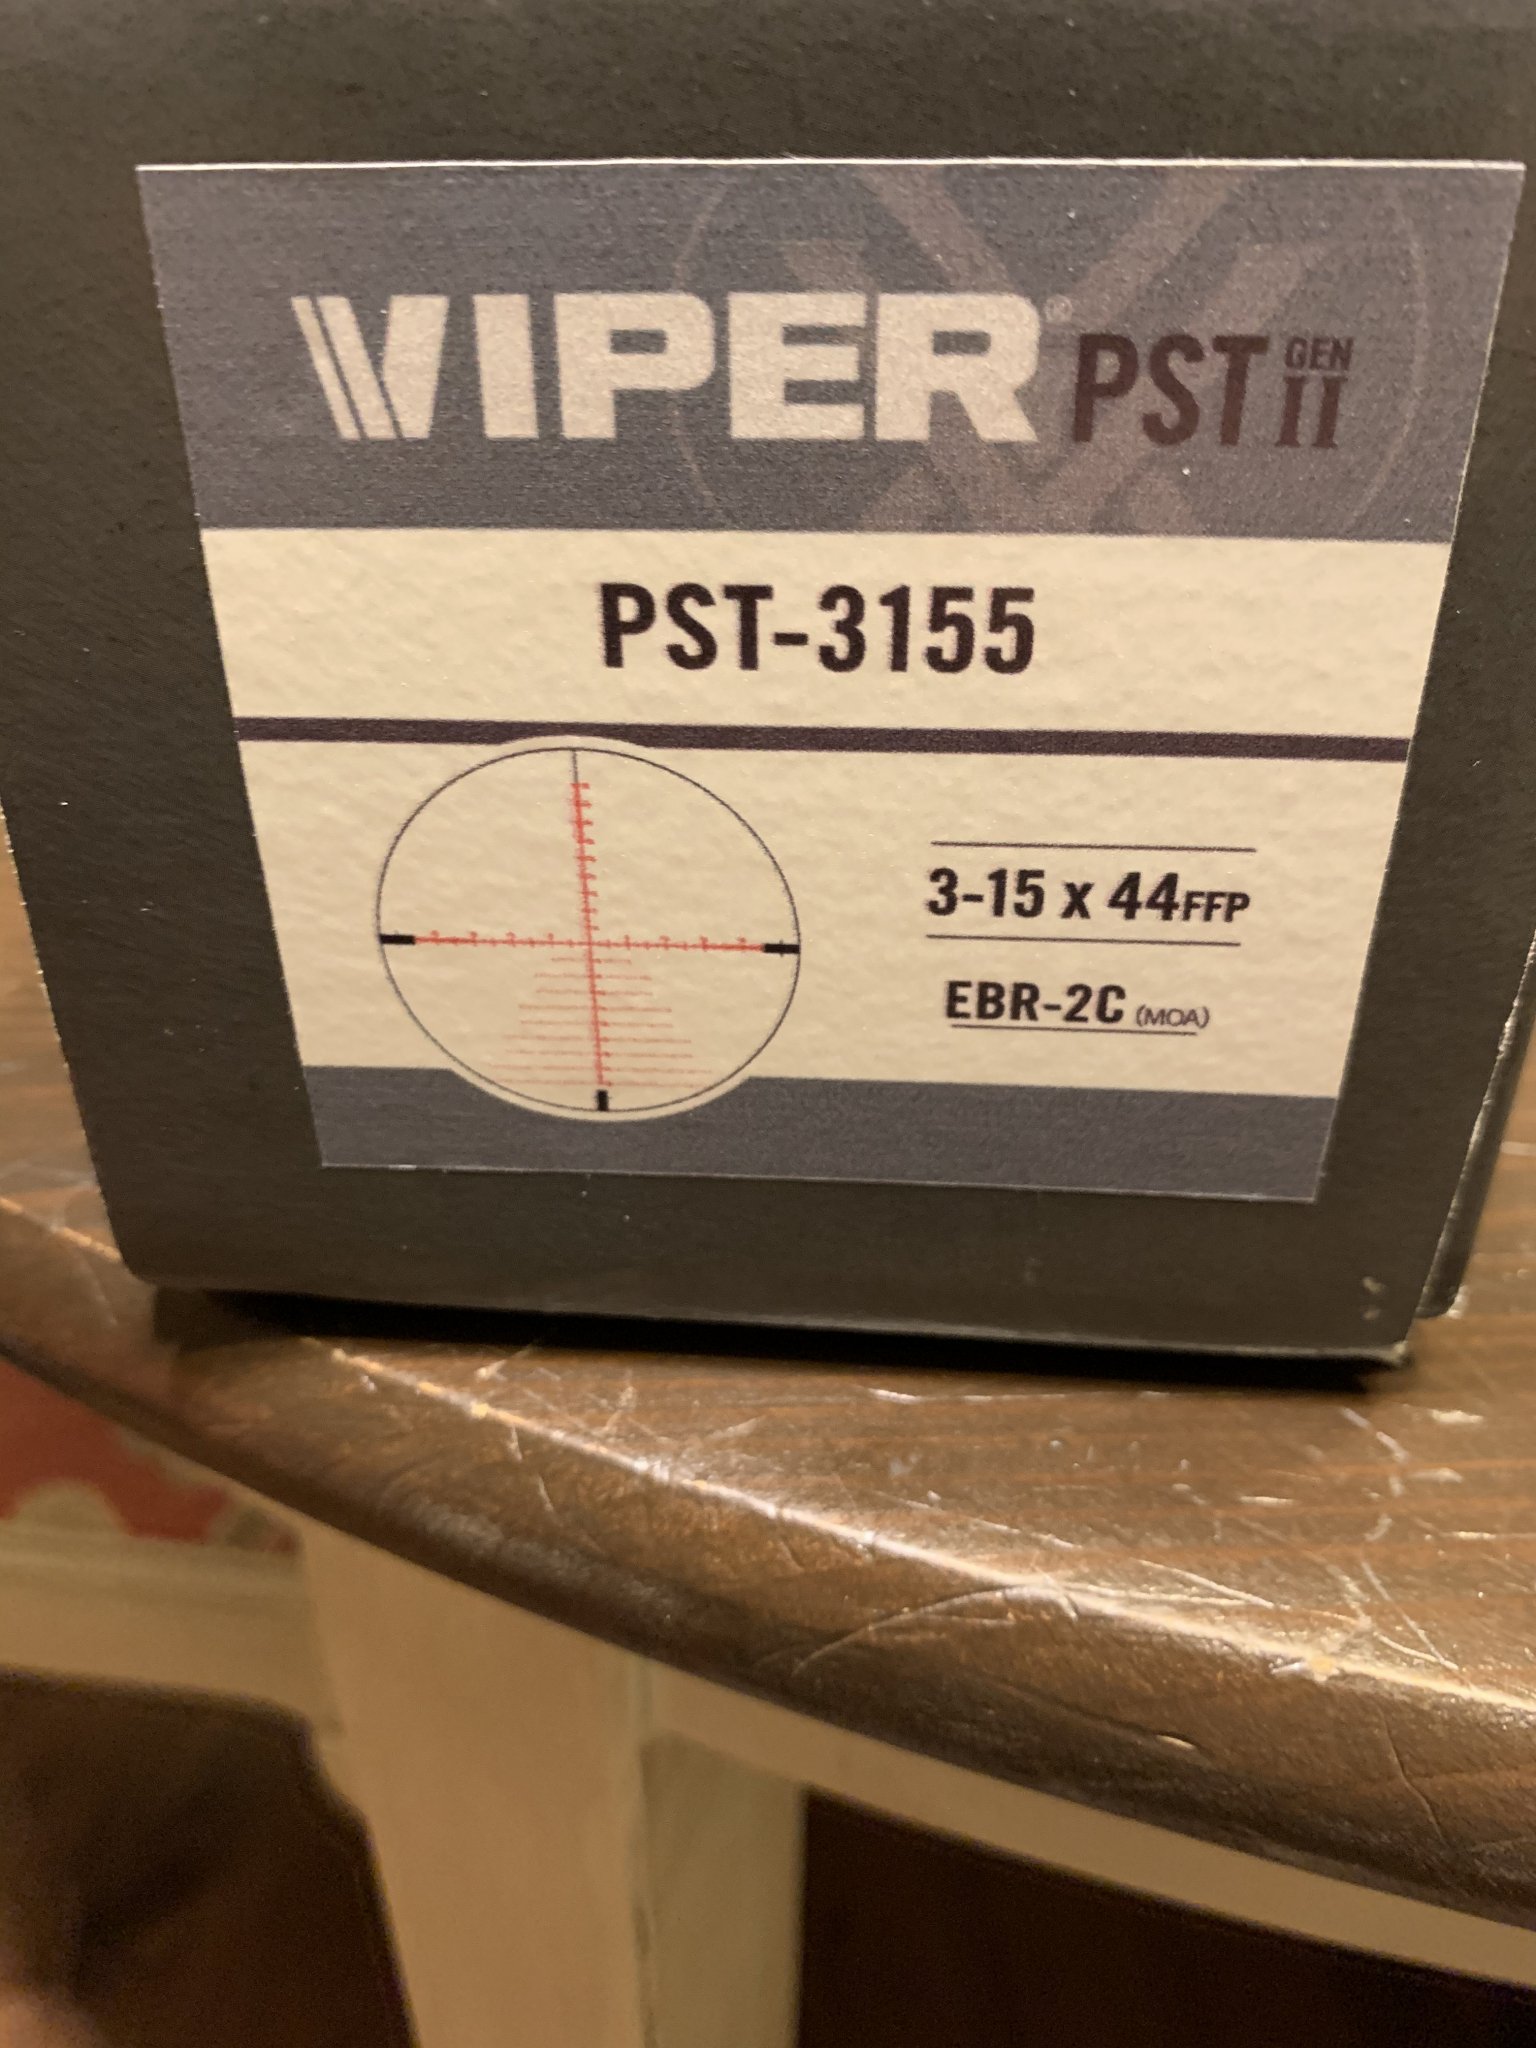 VIPER® PST GEN II
PST-3155
3-15 x 44FFP
EBR-2C (MOA)